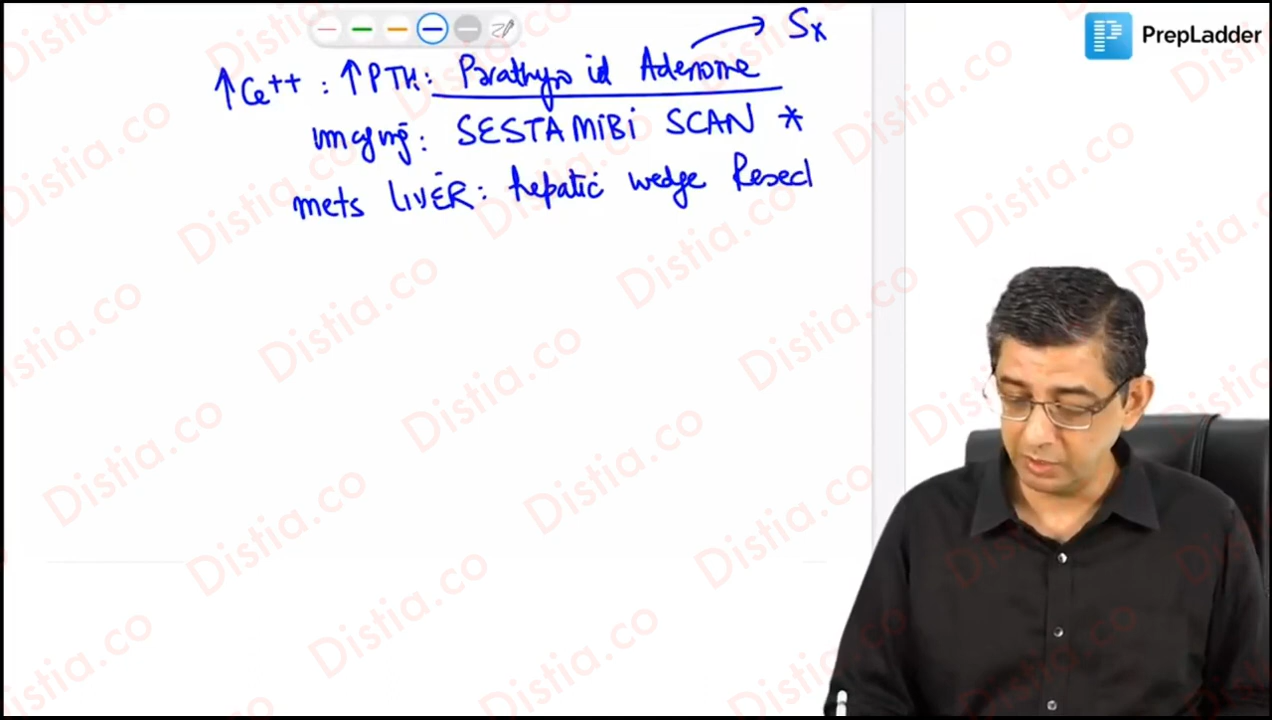 Sx
PrepLadder
↑Ca++ : ↑PTH: Parathyroid Adenoma
imaging: SESTAMIBI SCAN *
mets LIVER: hepatic wedge Resect
Distia.co